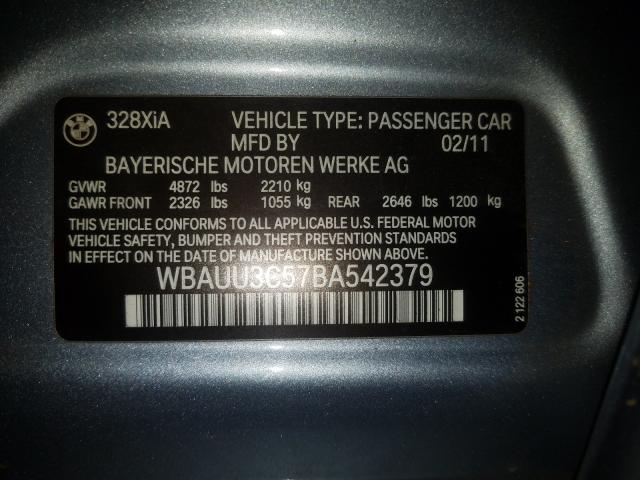 BMW 328XiA VEHICLE TYPE: PASSENGER CAR
MFD BY 02/11
BAYERISCHE MOTOREN WERKE AG
GVWR 4872 lbs 2210 kg
GAWR FRONT 2326 lbs 1055 kg REAR 2646 lbs 1200 kg
THIS VEHICLE CONFORMS TO ALL APPLICABLE U.S. FEDERAL MOTOR
VEHICLE SAFETY, BUMPER AND THEFT PREVENTION STANDARDS
IN EFFECT ON THE DATE OF MANUFACTURE SHOWN ABOVE.
WBAUU3C57BA542379
2 122 606